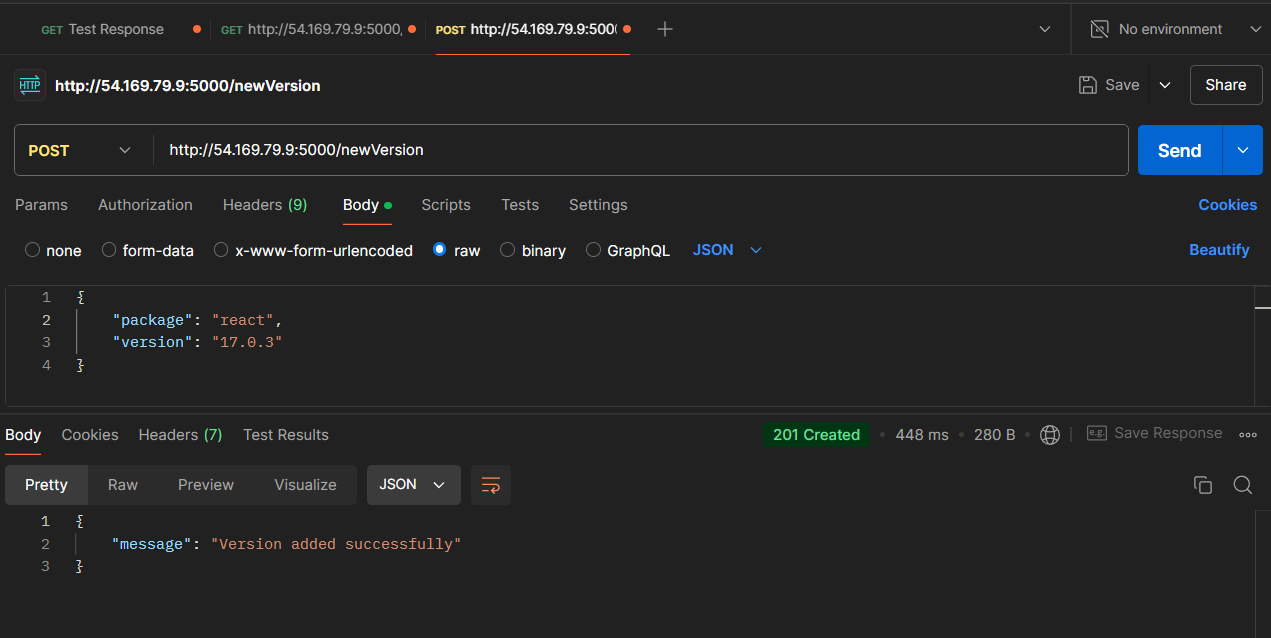 GET Test Response GET http://54.169.79.9:5000, POST http://54.169.79.9:5000 No environment
HTTP http://54.169.79.9:5000/newVersion Save Share
POST http://54.169.79.9:5000/newVersion Send
Params Authorization Headers (9) Body Scripts Tests Settings Cookies
none form-data x-www-form-urlencoded raw binary GraphQL JSON Beautify
1 {
2 "package": "react",
3 "version": "17.0.3"
4 }
Body Cookies Headers (7) Test Results 201 Created 448 ms 280 B e.g. Save Response
Pretty Raw Preview Visualize JSON
1 {
2 "message": "Version added successfully"
3 }